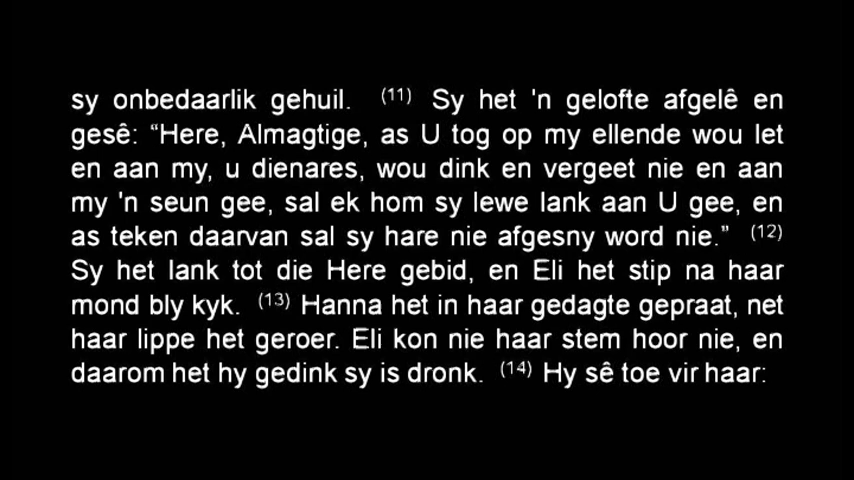 sy onbedaarlik gehuil. (11) Sy het 'n gelofte afgelê en
gesê: “Here, Almagtige, as U tog op my ellende wou let
en aan my, u dienares, wou dink en vergeet nie en aan
my 'n seun gee, sal ek hom sy lewe lank aan U gee, en
as teken daarvan sal sy hare nie afgesny word nie.” (12)
Sy het lank tot die Here gebid, en Eli het stip na haar
mond bly kyk. (13) Hanna het in haar gedagte gepraat, net
haar lippe het geroer. Eli kon nie haar stem hoor nie, en
daarom het hy gedink sy is dronk. (14) Hy sê toe vir haar: